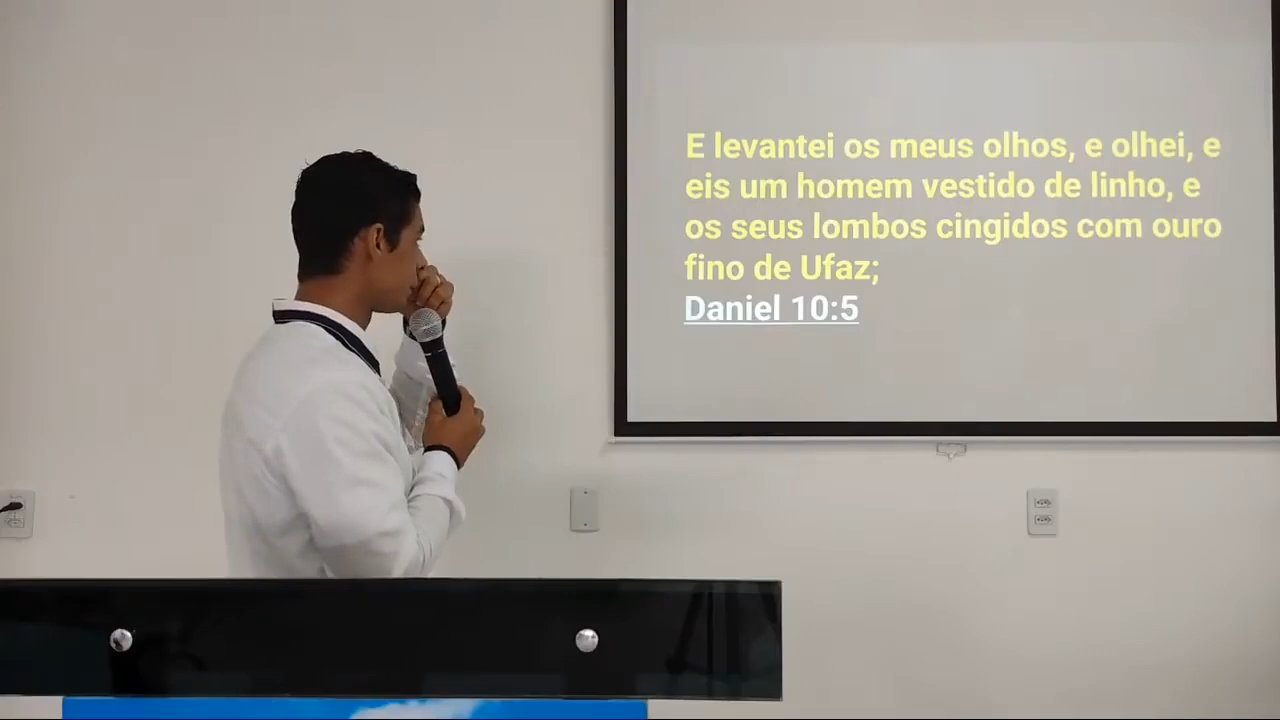 E levantei os meus olhos, e olhei, e
eis um homem vestido de linho, e
os seus lombos cingidos com ouro
fino de Ufaz;
Daniel 10:5